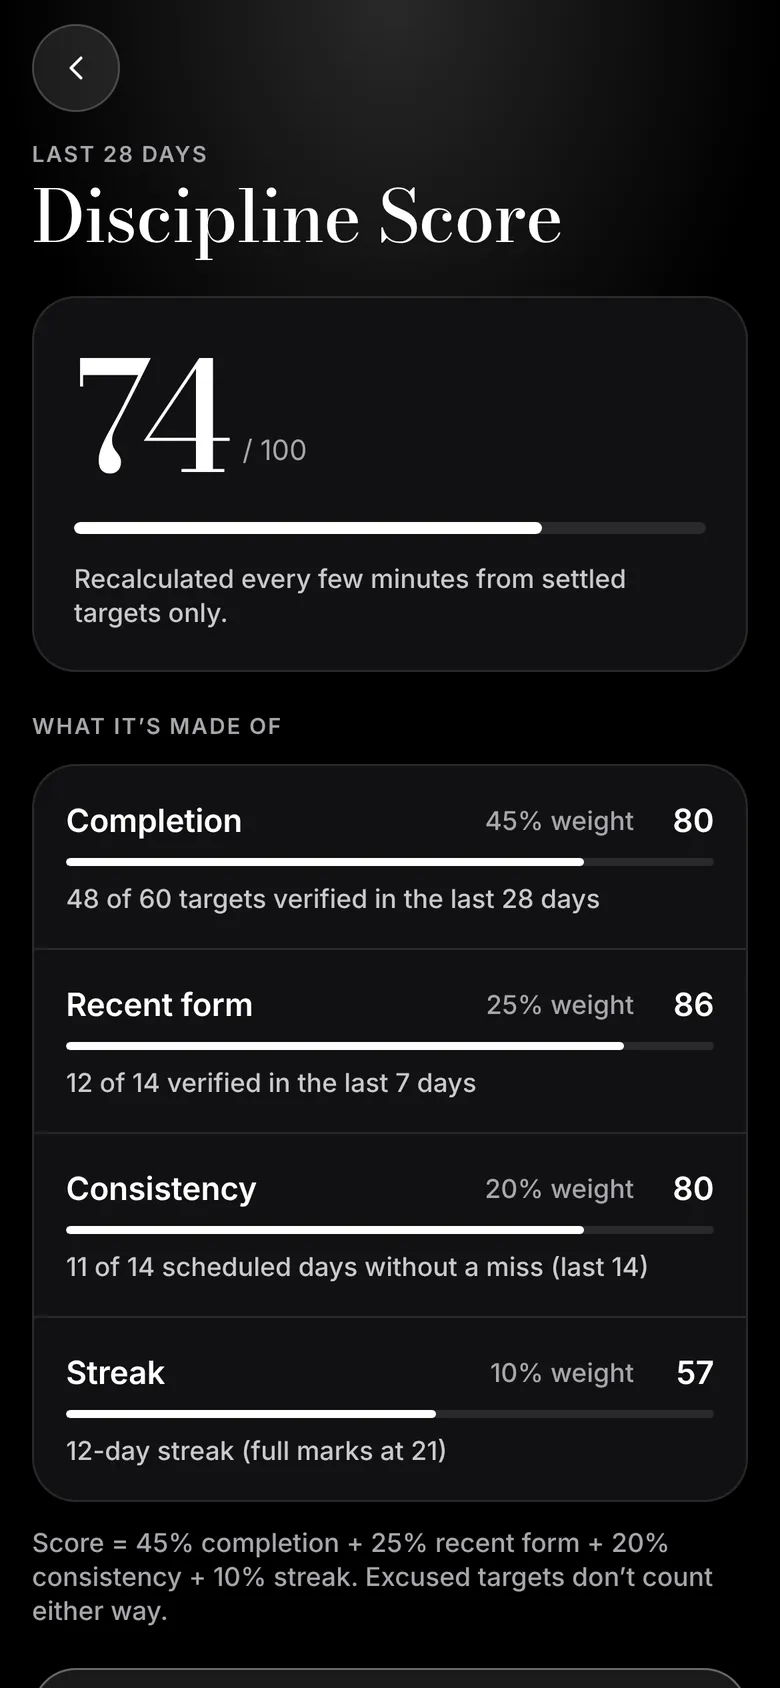 LAST 28 DAYS
Discipline Score
74 / 100
Recalculated every few minutes from settled
targets only.
WHAT IT’S MADE OF
Completion 45% weight 80
48 of 60 targets verified in the last 28 days
Recent form 25% weight 86
12 of 14 verified in the last 7 days
Consistency 20% weight 80
11 of 14 scheduled days without a miss (last 14)
Streak 10% weight 57
12-day streak (full marks at 21)
Score = 45% completion + 25% recent form + 20%
consistency + 10% streak. Excused targets don’t count
either way.